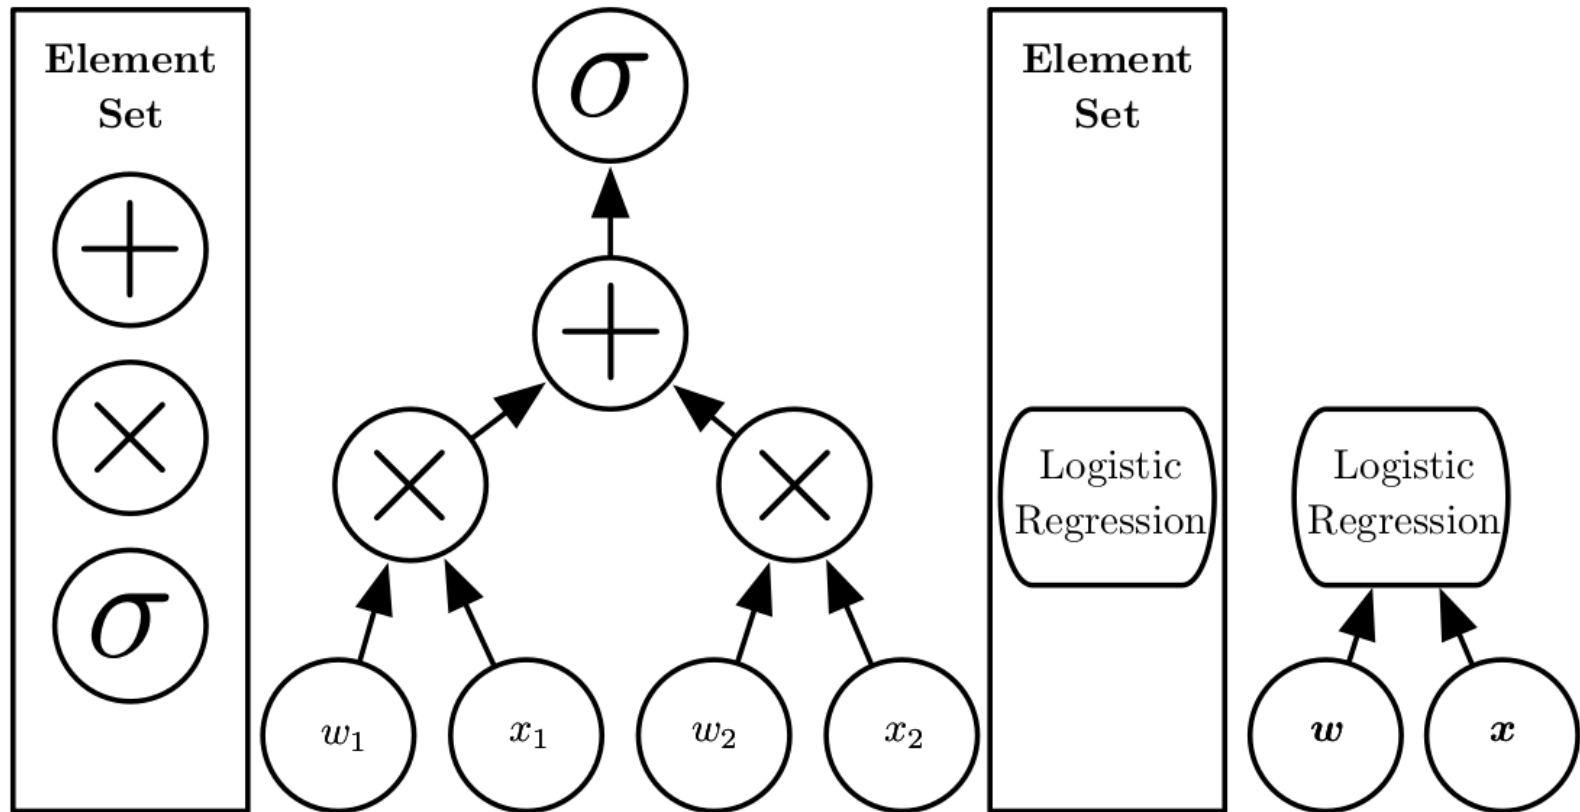 Element
Set
+
×
σ
σ
+
×
×
w₁
x₁
w₂
x₂
Element
Set
Logistic
Regression
Logistic
Regression
w
x